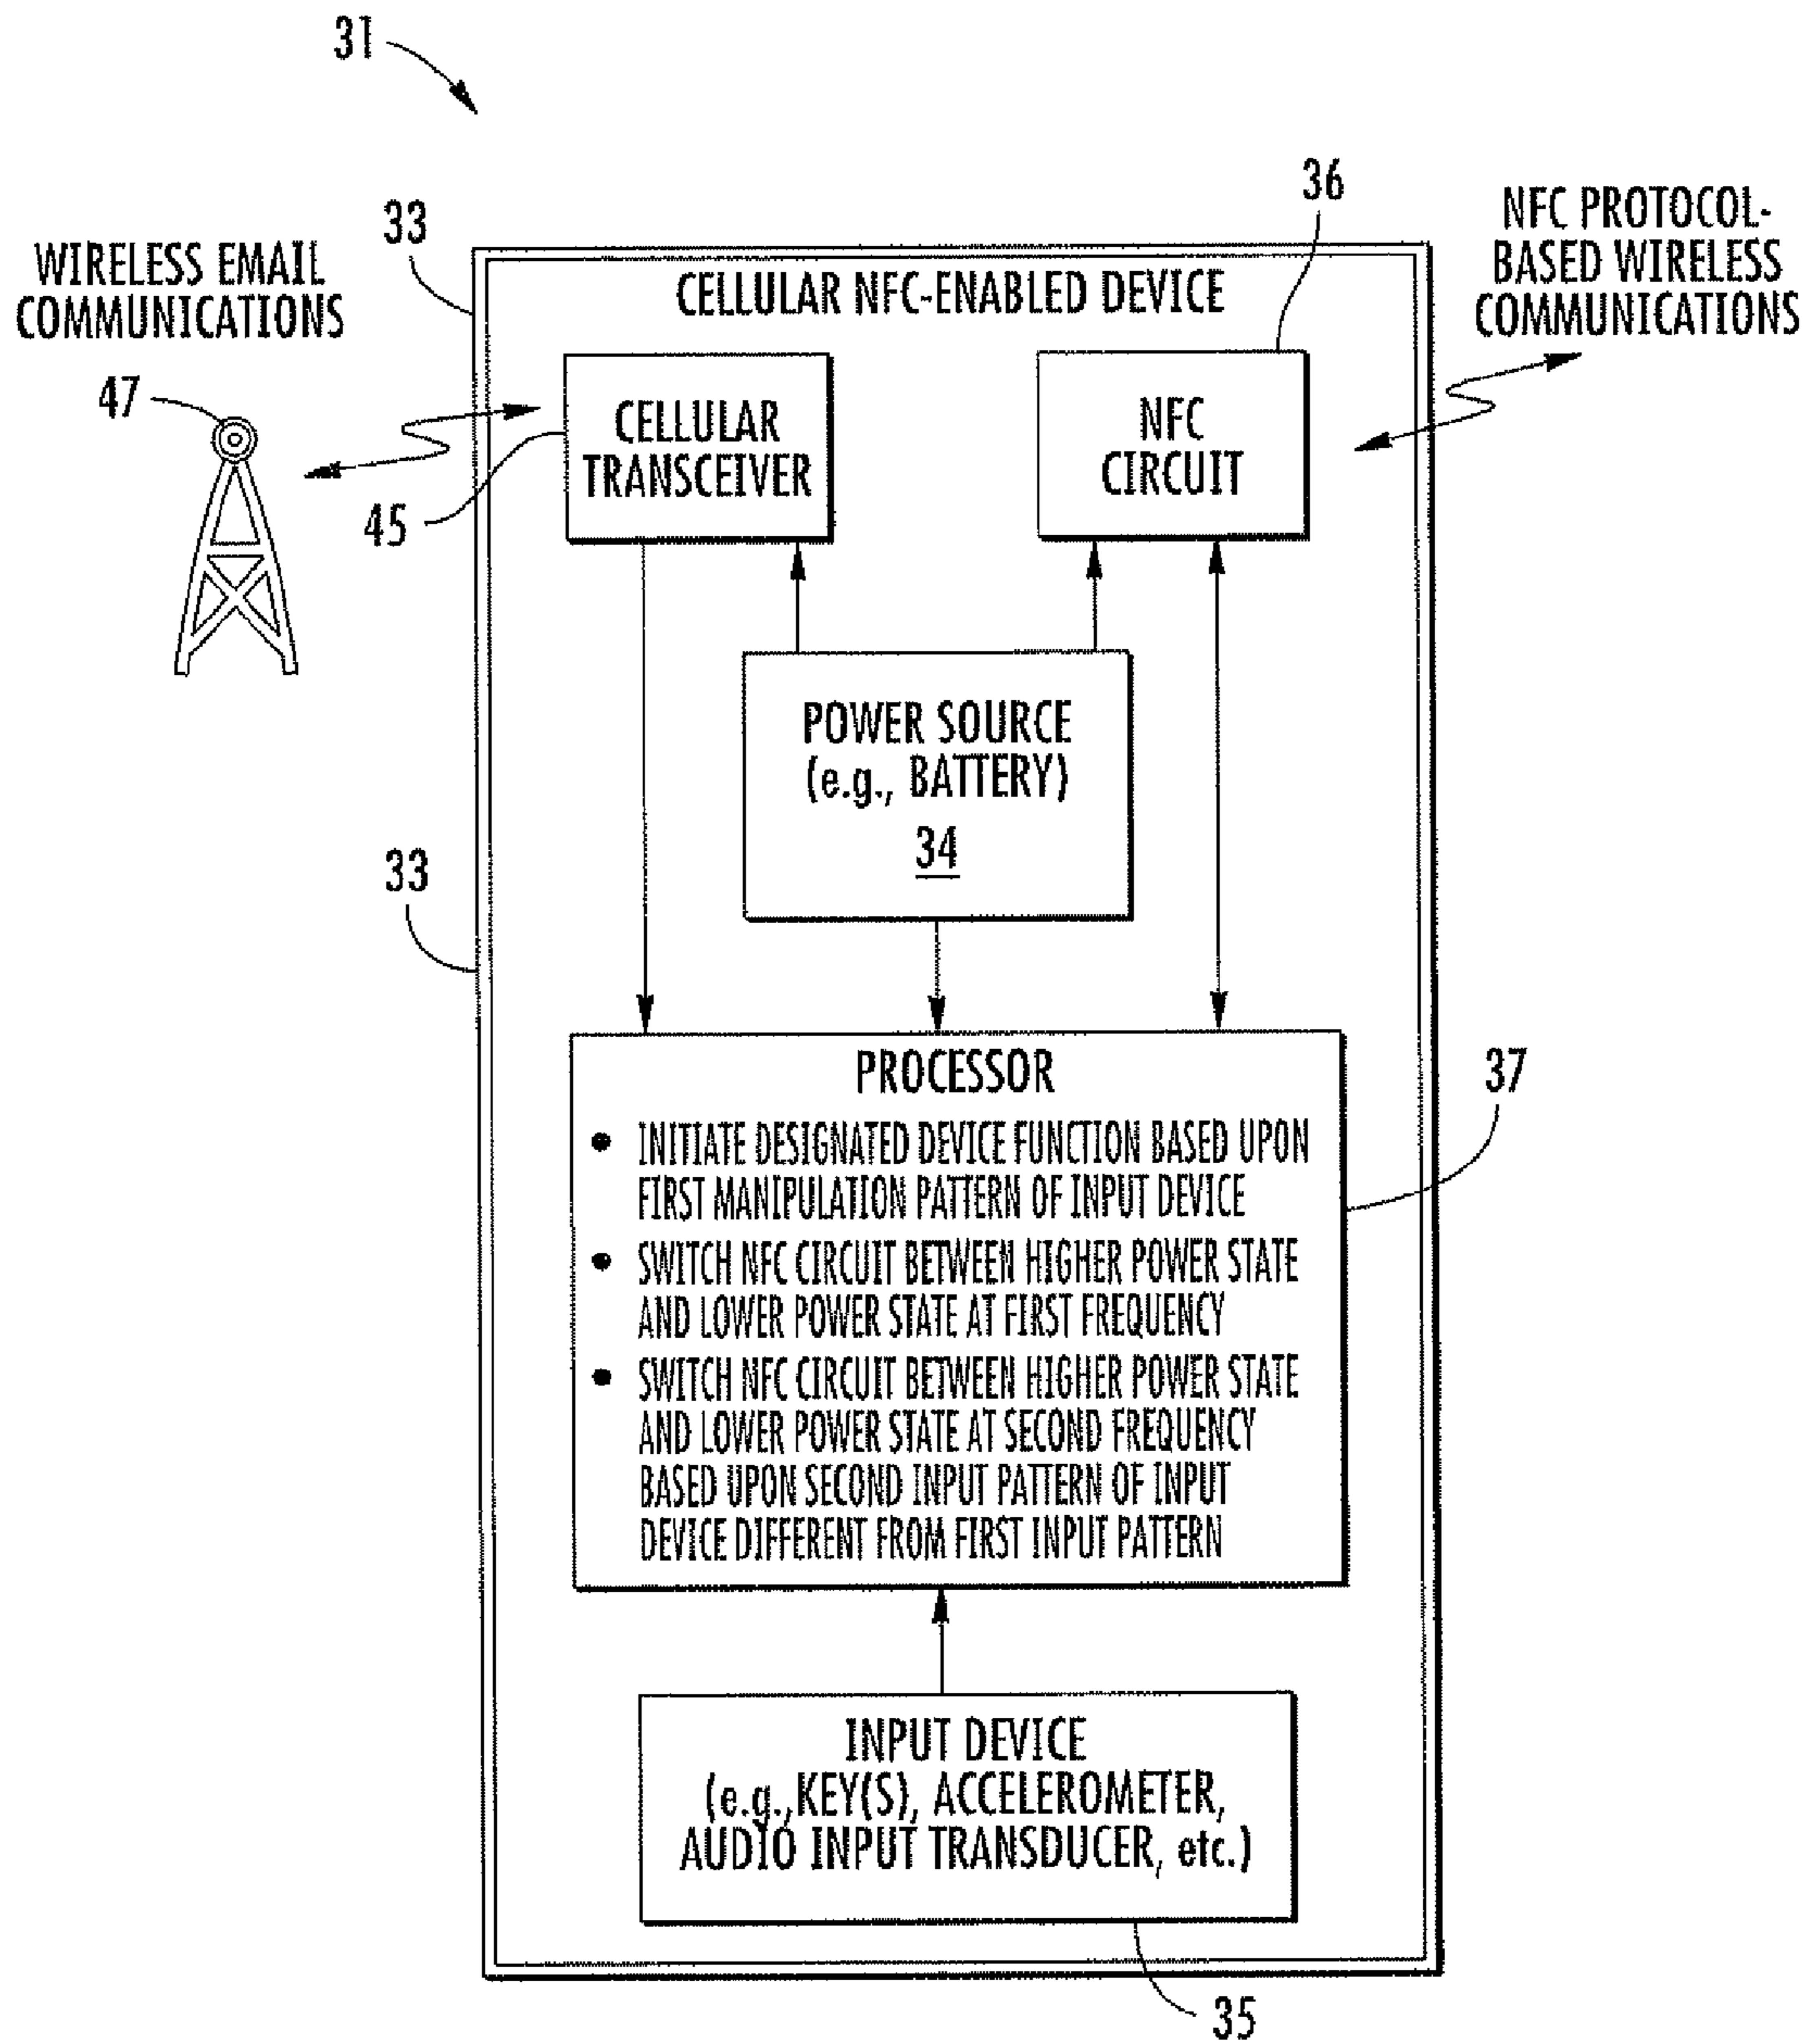 31
36
NFC PROTOCOL-
BASED WIRELESS
COMMUNICATIONS
33
WIRELESS EMAIL
COMMUNICATIONS
47
CELLULAR NFC-ENABLED DEVICE
CELLULAR
TRANSCEIVER
45
NFC
CIRCUIT
POWER SOURCE
(e.g., BATTERY)
34
33
PROCESSOR
37
• INITIATE DESIGNATED DEVICE FUNCTION BASED UPON
FIRST MANIPULATION PATTERN OF INPUT DEVICE
• SWITCH NFC CIRCUIT BETWEEN HIGHER POWER STATE
AND LOWER POWER STATE AT FIRST FREQUENCY
• SWITCH NFC CIRCUIT BETWEEN HIGHER POWER STATE
AND LOWER POWER STATE AT SECOND FREQUENCY
BASED UPON SECOND INPUT PATTERN OF INPUT
DEVICE DIFFERENT FROM FIRST INPUT PATTERN
INPUT DEVICE
(e.g.,KEY(S), ACCELEROMETER,
AUDIO INPUT TRANSDUCER, etc.)
35